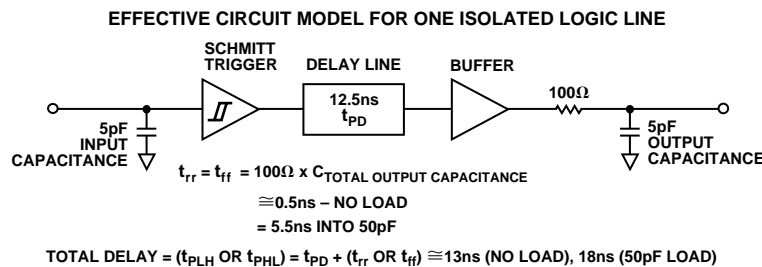 EFFECTIVE CIRCUIT MODEL FOR ONE ISOLATED LOGIC LINE
SCHMITT
TRIGGER
DELAY LINE
BUFFER
12.5ns
tPD
100Ω
5pF
INPUT
CAPACITANCE
5pF
OUTPUT
CAPACITANCE
trr = tff = 100Ω x CTOTAL OUTPUT CAPACITANCE
≅0.5ns – NO LOAD
= 5.5ns INTO 50pF
TOTAL DELAY = (tPLH OR tPHL) = tPD + (trr OR tff) ≅13ns (NO LOAD), 18ns (50pF LOAD)